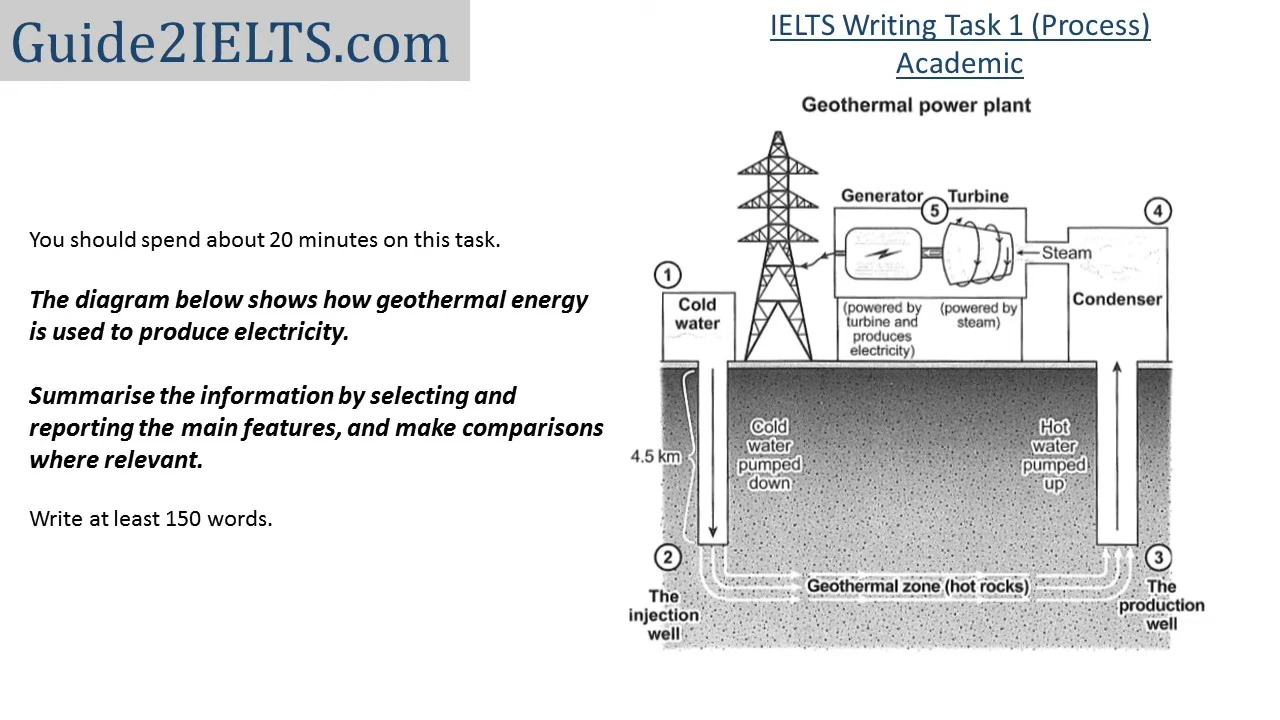 Guide2IELTS.com
IELTS Writing Task 1 (Process)
Academic
You should spend about 20 minutes on this task.
The diagram below shows how geothermal energy
is used to produce electricity.
Summarise the information by selecting and
reporting the main features, and make comparisons
where relevant.
Write at least 150 words.
Geothermal power plant
Generator 5 Turbine
4
1
Cold
water
Steam
Condenser
(powered by
turbine and
produces
electricity)
(powered by
steam)
4.5 km
Cold
water
pumped
down
Hot
water
pumped
up
2
The
injection
well
Geothermal zone (hot rocks)
3
The
production
well